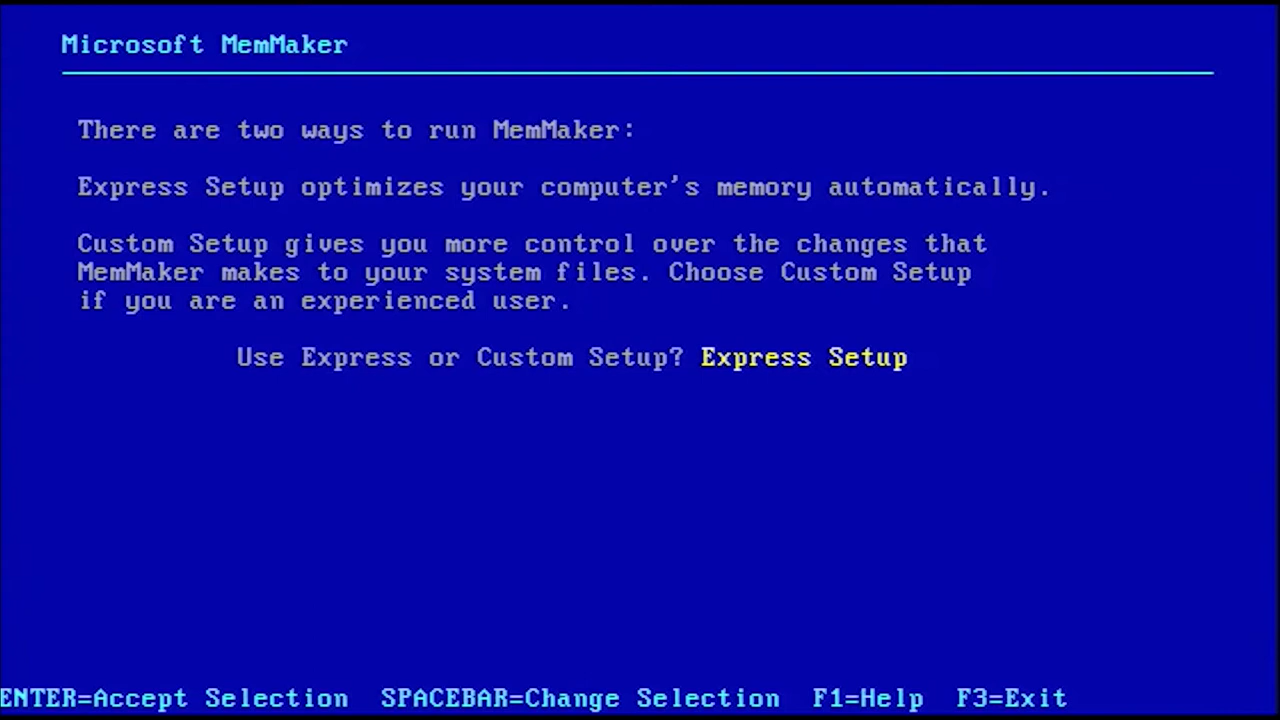 Microsoft MemMaker
There are two ways to run MemMaker:
Express Setup optimizes your computer's memory automatically.
Custom Setup gives you more control over the changes that
MemMaker makes to your system files. Choose Custom Setup
if you are an experienced user.
Use Express or Custom Setup? Express Setup
ENTER=Accept Selection SPACEBAR=Change Selection F1=Help F3=Exit